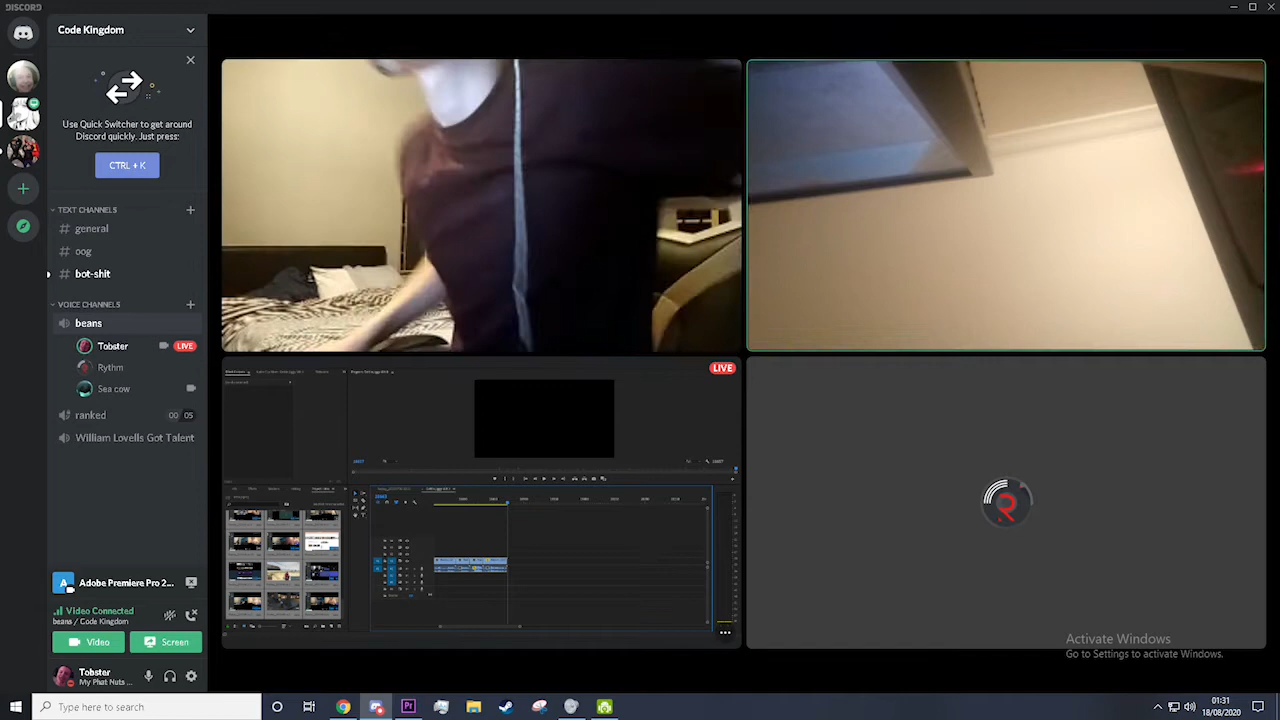 DISCORD
Code Kingdom
Use Quick Switcher to get around
Discord quickly. Just press:
CTRL + K
TEXT CHANNELS
general
oog
bot-shit
VOICE CHANNELS
beans
Tobster
LIVE
Rythm
Sea cow
ranked
00 05
William Lovells Got Talent
Adobe Premiere Pro 2...
Video Connected
beans / Code Kingdom
Video
Screen
Tobster
My Phat Nuts ...
LIVE
Activate Windows
Go to Settings to activate Windows.
Type here to search
01:31
18/08/2020